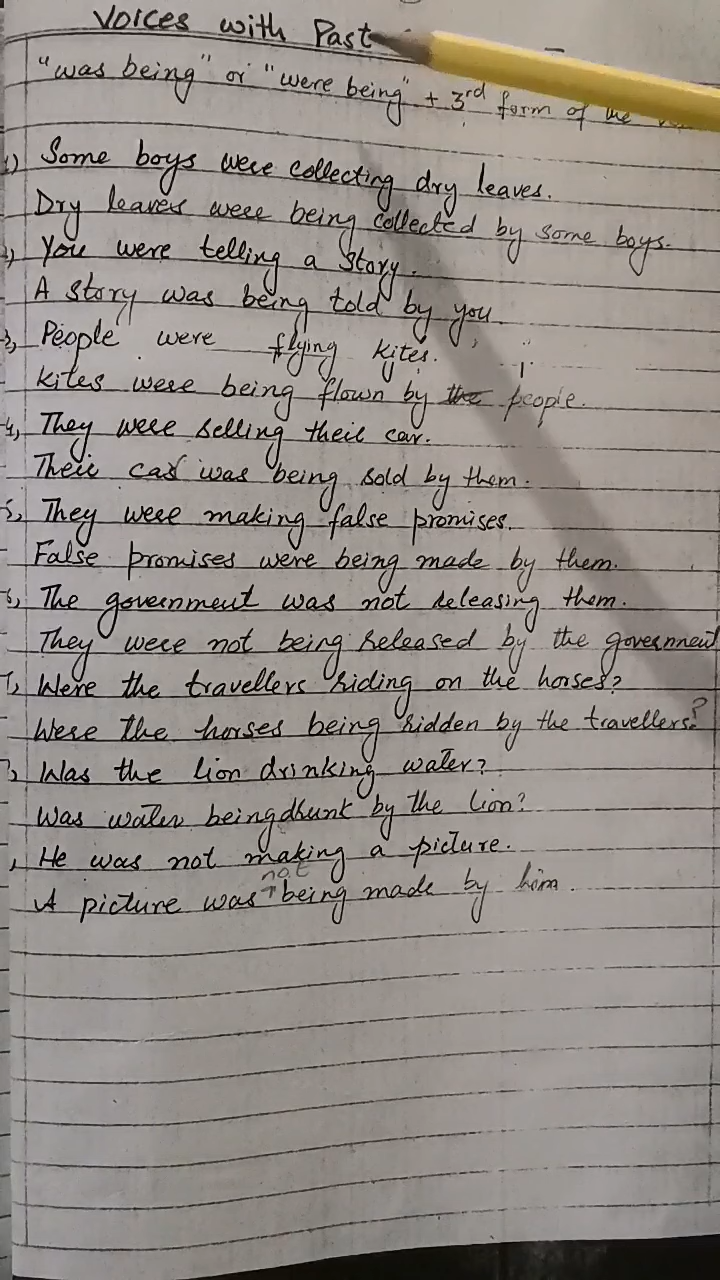 Voices with Past
"was being" or "were being" + 3rd form of the
1) Some boys were collecting dry leaves.
Dry leaves were being collected by some boys.
2, You were telling a story.
A story was being told by you
3, People were flying kites.
kites were being flown by the people.
4, They were selling their car.
Their car was being sold by them.
5, They were making false promises.
False promises were being made by them.
6, The government was not releasing them.
They were not being released by the government
7, Were the travellers riding on the horses?
Were the horses being ridden by the travellers?
Was the lion drinking water?
Was water being drunk by the lion?
, He was not making a picture.
A picture was not being made by him.